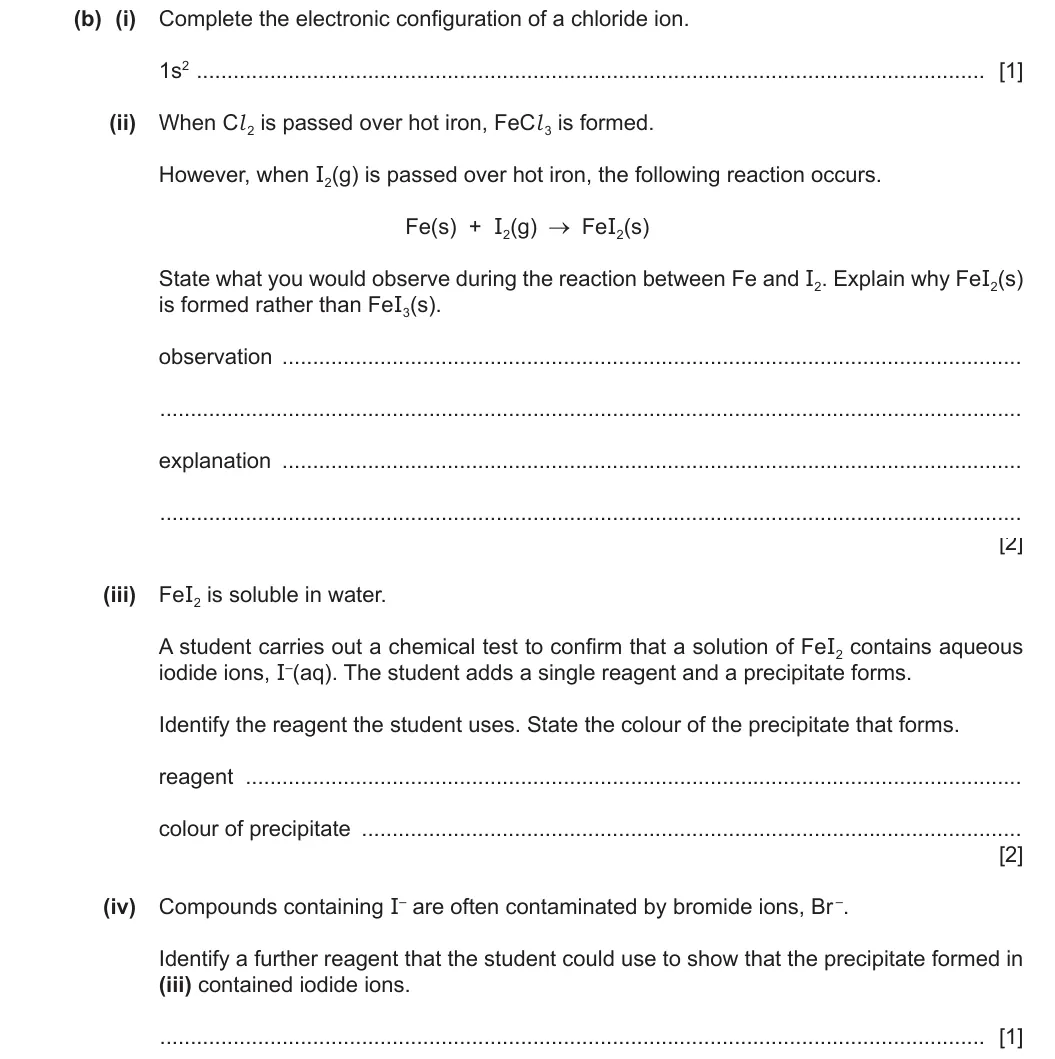 (b) (i) Complete the electronic configuration of a chloride ion.
1s² .................................................................................................................................. [1]
(ii) When Cl₂ is passed over hot iron, FeCl₃ is formed.
However, when I₂(g) is passed over hot iron, the following reaction occurs.
Fe(s) + I₂(g) → FeI₂(s)
State what you would observe during the reaction between Fe and I₂. Explain why FeI₂(s)
is formed rather than FeI₃(s).
observation ..........................................................................................................................
..............................................................................................................................................
explanation ..........................................................................................................................
..............................................................................................................................................
[2]
(iii) FeI₂ is soluble in water.
A student carries out a chemical test to confirm that a solution of FeI₂ contains aqueous
iodide ions, I⁻(aq). The student adds a single reagent and a precipitate forms.
Identify the reagent the student uses. State the colour of the precipitate that forms.
reagent ................................................................................................................................
colour of precipitate .............................................................................................................
[2]
(iv) Compounds containing I⁻ are often contaminated by bromide ions, Br⁻.
Identify a further reagent that the student could use to show that the precipitate formed in
(iii) contained iodide ions.
........................................................................................................................................ [1]